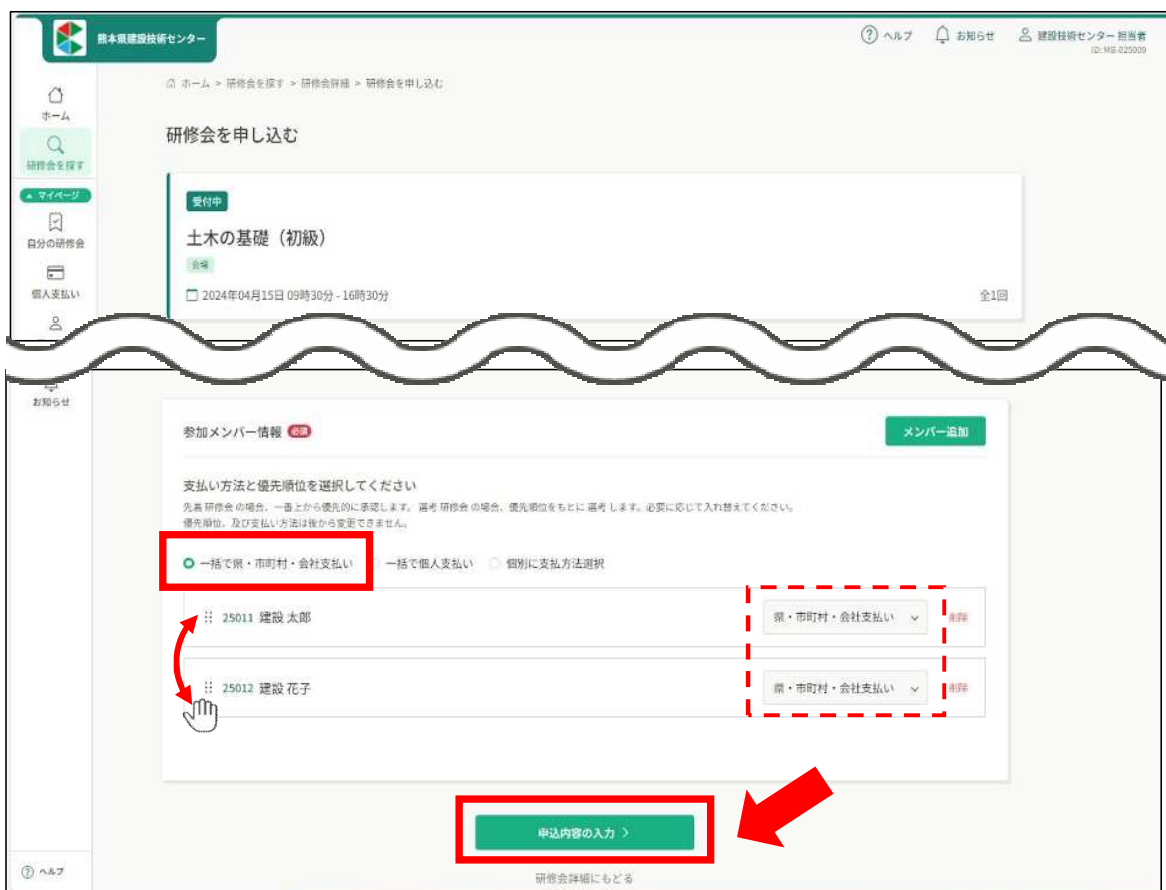 熊本県建設技術センター
ヘルプ
お知らせ
建設技術センター 担当者
ID: MB-025009
ホーム > 研修会を探す > 研修会詳細 > 研修会を申し込む
ホーム
研修会を探す
マイページ
自分の研修会
個人支払い
研修会を申し込む
受付中
土木の基礎（初級）
会場
2024年04月15日 09時30分 - 16時30分
全1回
お知らせ
参加メンバー情報 必須
メンバー追加
支払い方法と優先順位を選択してください
先着 研修会 の場合、一番上から優先的に承認します。 選考 研修会 の場合、優先順位をもとに 選考 します。必要に応じて入れ替えてください。
優先順位、及び支払い方法は後から変更できません。
一括で県・市町村・会社支払い
一括で個人支払い
個別に支払方法選択
25011 建設 太郎
県・市町村・会社支払い
削除
25012 建設 花子
県・市町村・会社支払い
削除
申込内容の入力 >
研修会詳細にもどる
ヘルプ